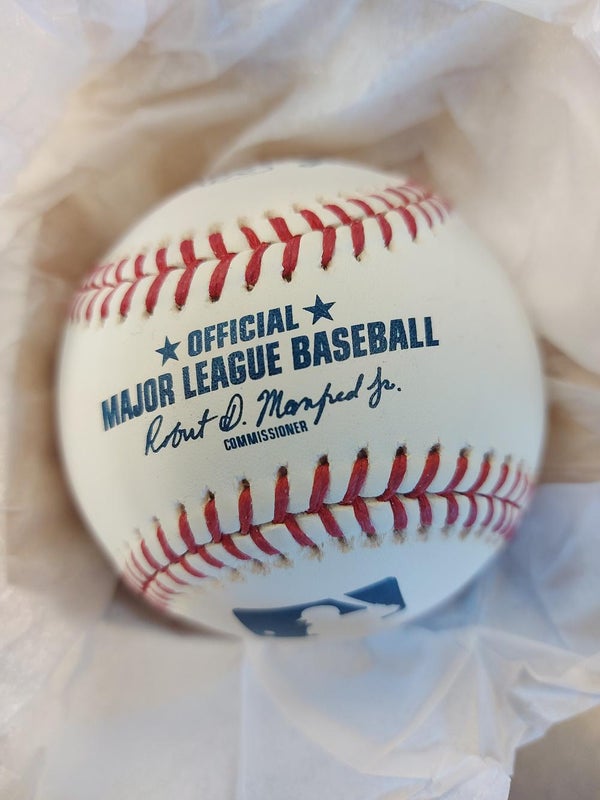 ★ OFFICIAL ★
MAJOR LEAGUE BASEBALL
Robert D. Manfred Jr.
COMMISSIONER